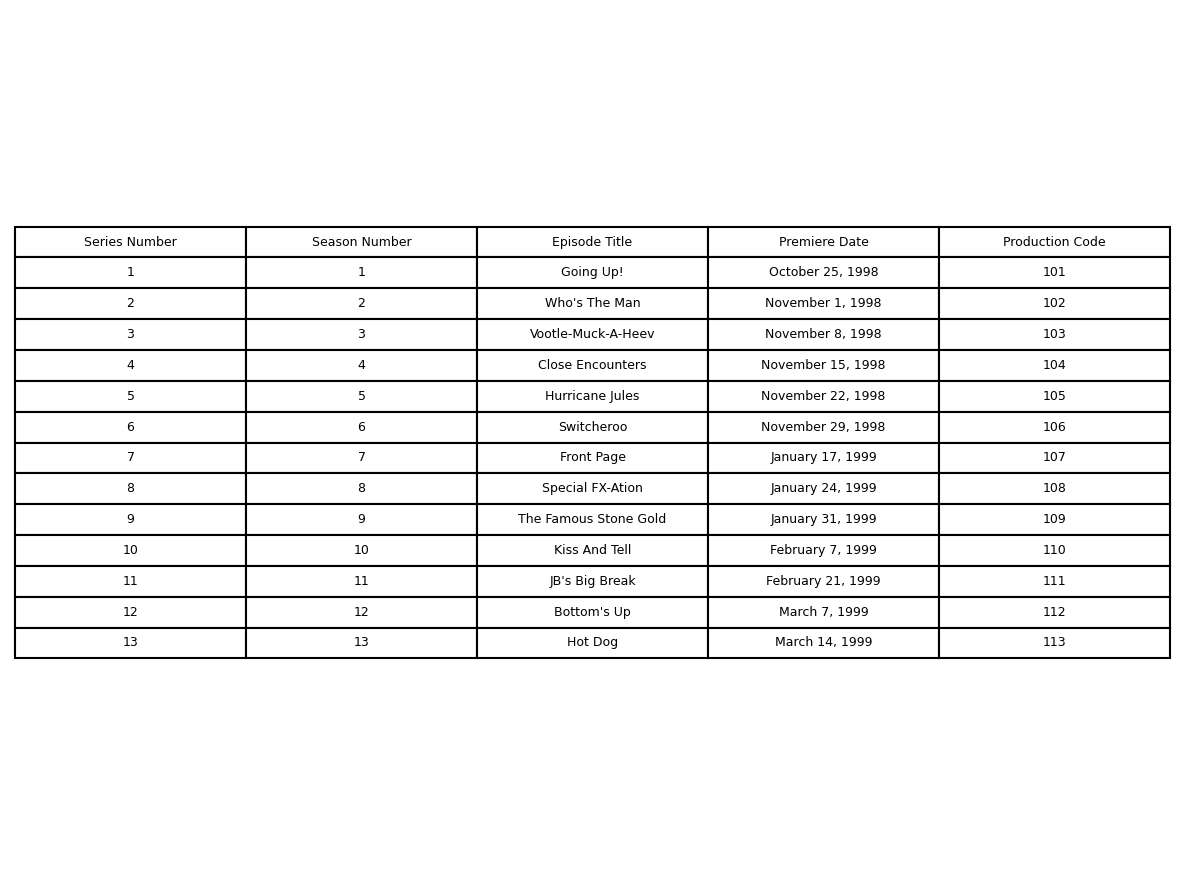 Series Number Season Number Episode Title Premiere Date Production Code
1 1 Going Up! October 25, 1998 101
2 2 Who's The Man November 1, 1998 102
3 3 Vootle-Muck-A-Heev November 8, 1998 103
4 4 Close Encounters November 15, 1998 104
5 5 Hurricane Jules November 22, 1998 105
6 6 Switcheroo November 29, 1998 106
7 7 Front Page January 17, 1999 107
8 8 Special FX-Ation January 24, 1999 108
9 9 The Famous Stone Gold January 31, 1999 109
10 10 Kiss And Tell February 7, 1999 110
11 11 JB's Big Break February 21, 1999 111
12 12 Bottom's Up March 7, 1999 112
13 13 Hot Dog March 14, 1999 113